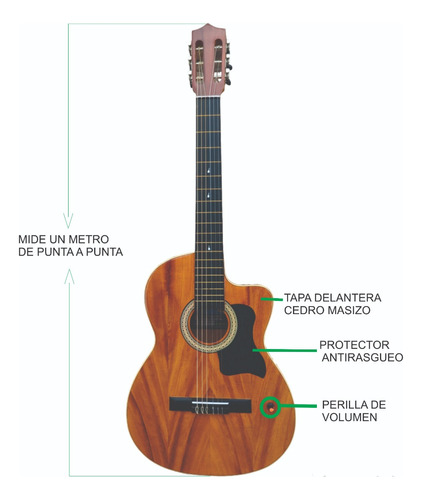 MIDE UN METRO
DE PUNTA A PUNTA
TAPA DELANTERA
CEDRO MASIZO
PROTECTOR
ANTIRASGUEO
PERILLA DE
VOLUMEN